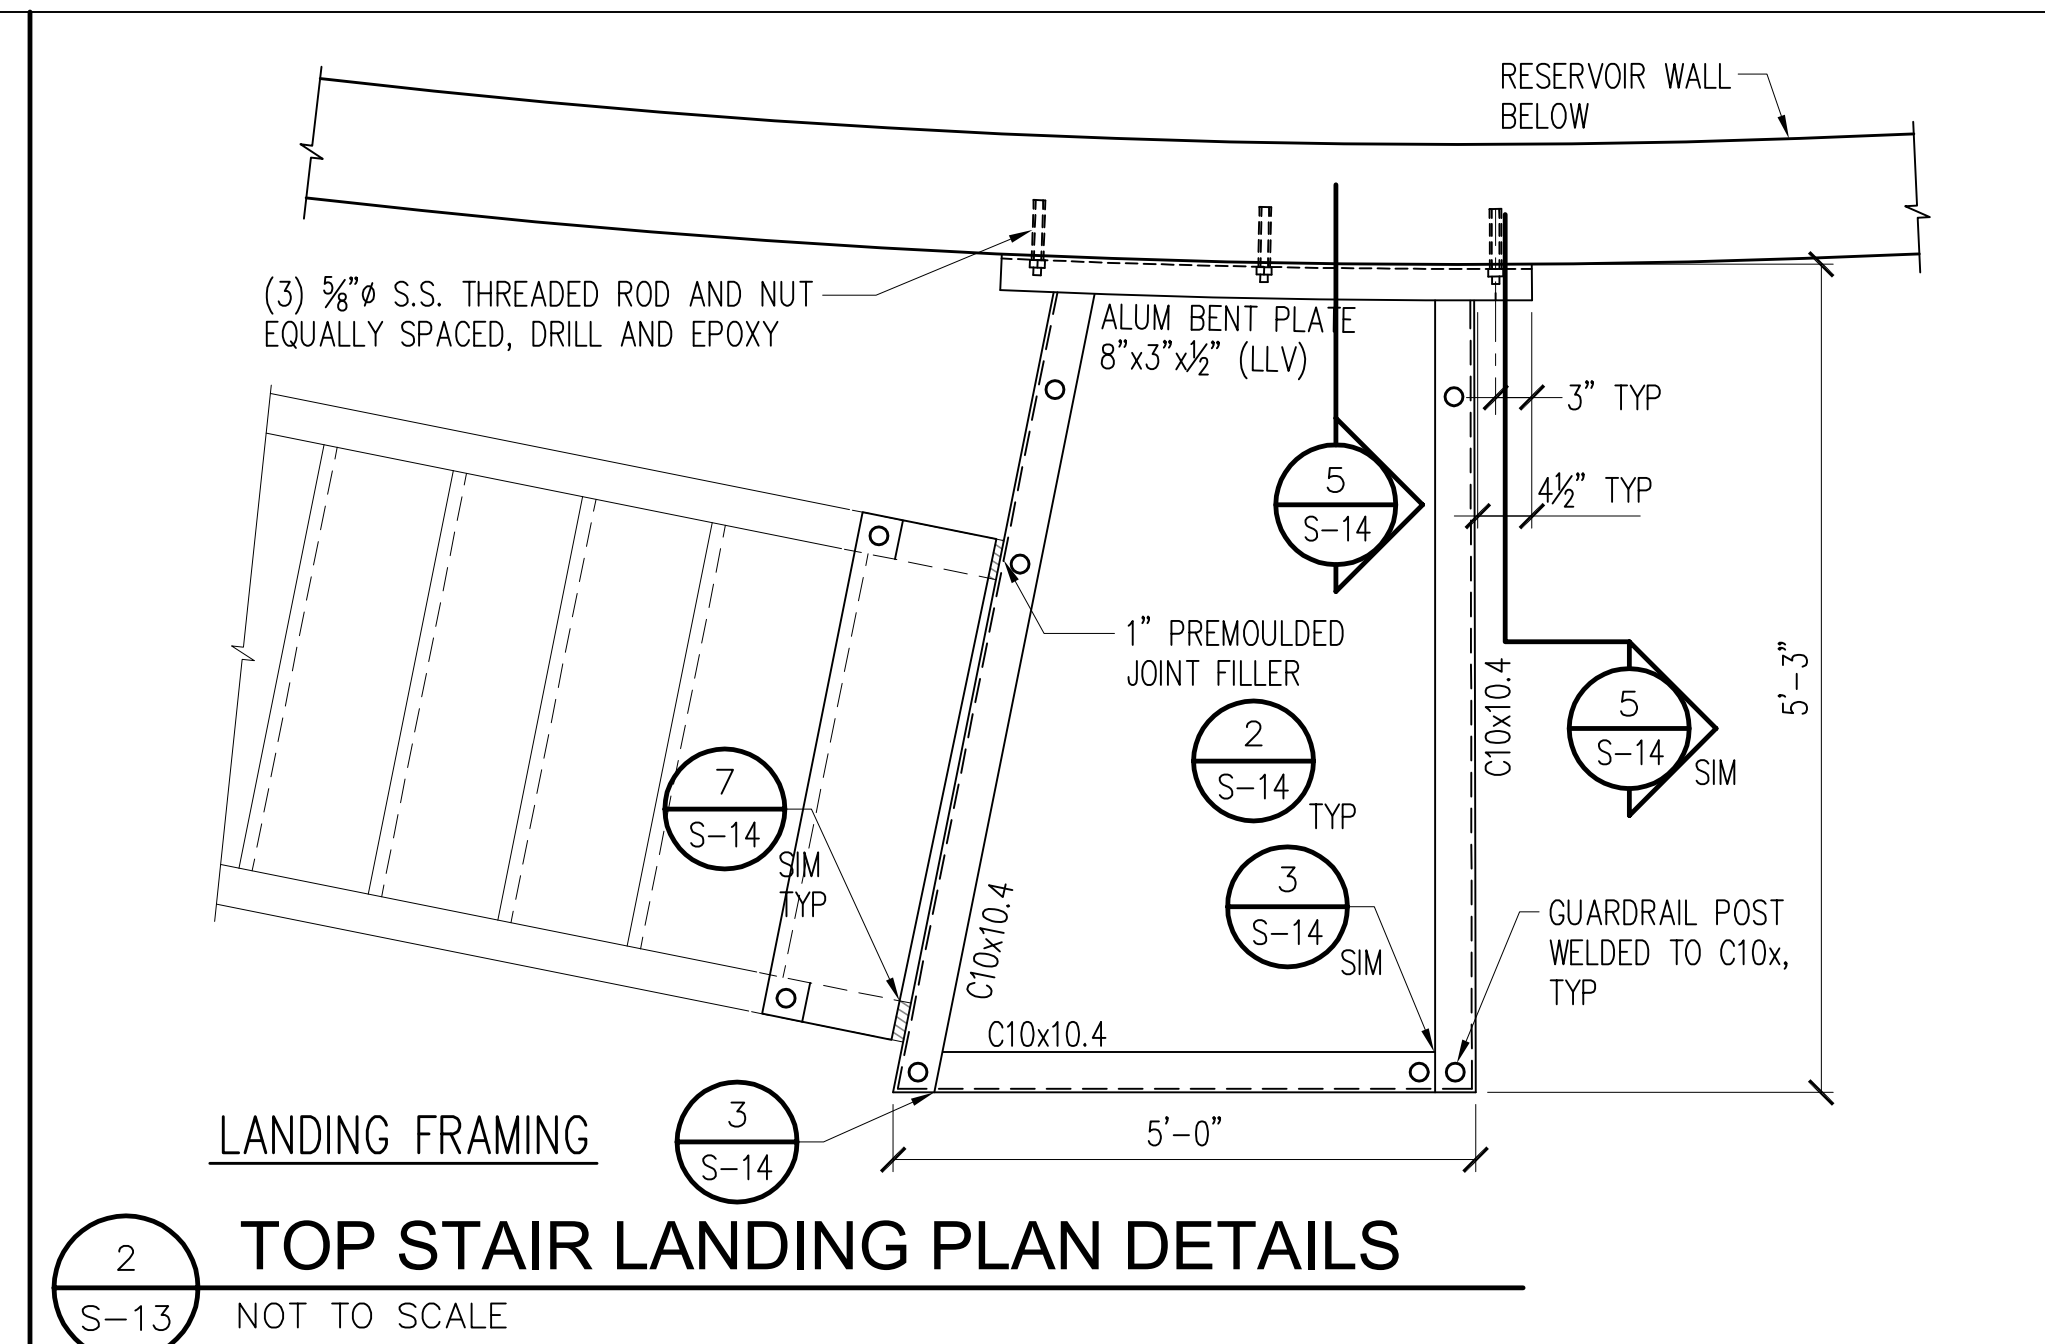 RESERVOIR WALL
BELOW
(3) ⅝"ø S.S. THREADED ROD AND NUT
EQUALLY SPACED, DRILL AND EPOXY
ALUM BENT PLATE
8"x3"x½" (LLV)
3" TYP
4½" TYP
5
S-14
1" PREMOULDED
JOINT FILLER
C10x10.4
5'-3"
5
S-14
SIM
2
S-14
TYP
7
S-14
SIM
TYP
3
S-14
SIM
C10x10.4
GUARDRAIL POST
WELDED TO C10x,
TYP
C10x10.4
5'-0"
3
S-14
LANDING FRAMING
2
S-13
TOP STAIR LANDING PLAN DETAILS
NOT TO SCALE